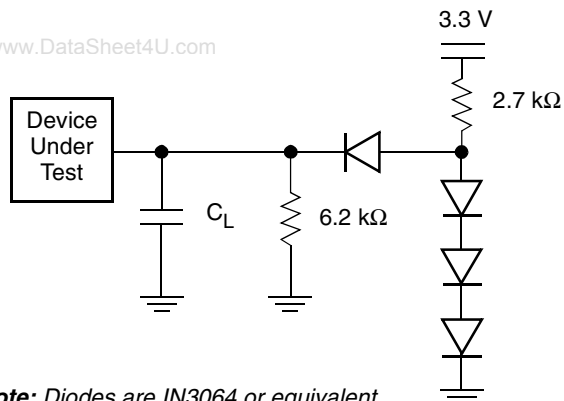 3.3 V
www.DataSheet4U.com
2.7 kΩ
Device
Under
Test
C_L
6.2 kΩ
Note: Diodes are IN3064 or equivalent